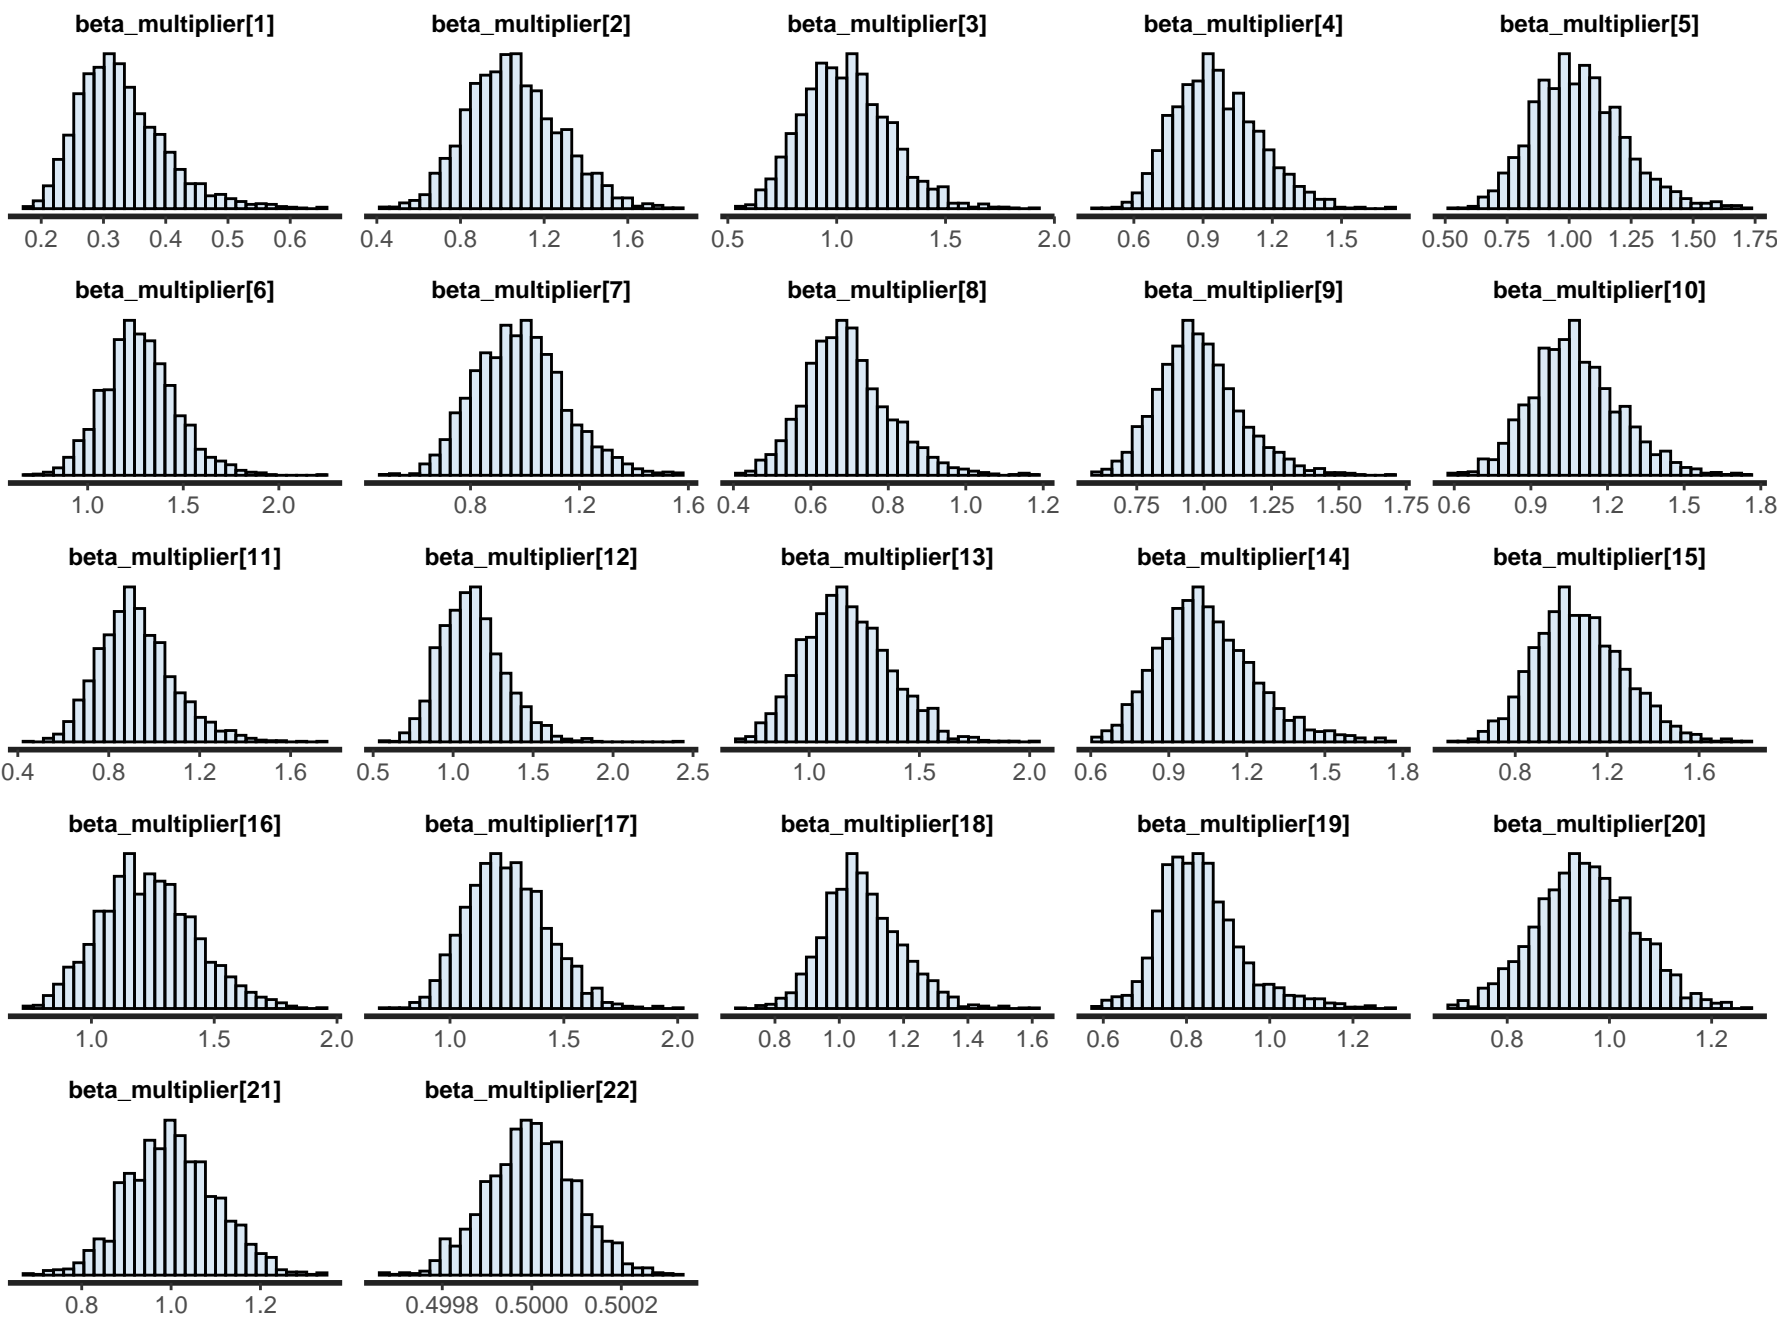 beta_multiplier[1] beta_multiplier[2] beta_multiplier[3] beta_multiplier[4] beta_multiplier[5]
0.2 0.3 0.4 0.5 0.6 0.4 0.8 1.2 1.6 0.5 1.0 1.5 2.0 0.6 0.9 1.2 1.5 0.50 0.75 1.00 1.25 1.50 1.75
beta_multiplier[6] beta_multiplier[7] beta_multiplier[8] beta_multiplier[9] beta_multiplier[10]
1.0 1.5 2.0 0.8 1.2 1.6 0.4 0.6 0.8 1.0 1.2 0.75 1.00 1.25 1.50 1.75 0.6 0.9 1.2 1.5 1.8
beta_multiplier[11] beta_multiplier[12] beta_multiplier[13] beta_multiplier[14] beta_multiplier[15]
0.4 0.8 1.2 1.6 0.5 1.0 1.5 2.0 2.5 1.0 1.5 2.0 0.6 0.9 1.2 1.5 1.8 0.8 1.2 1.6
beta_multiplier[16] beta_multiplier[17] beta_multiplier[18] beta_multiplier[19] beta_multiplier[20]
1.0 1.5 2.0 1.0 1.5 2.0 0.8 1.0 1.2 1.4 1.6 0.6 0.8 1.0 1.2 0.8 1.0 1.2
beta_multiplier[21] beta_multiplier[22]
0.8 1.0 1.2 0.4998 0.5000 0.5002